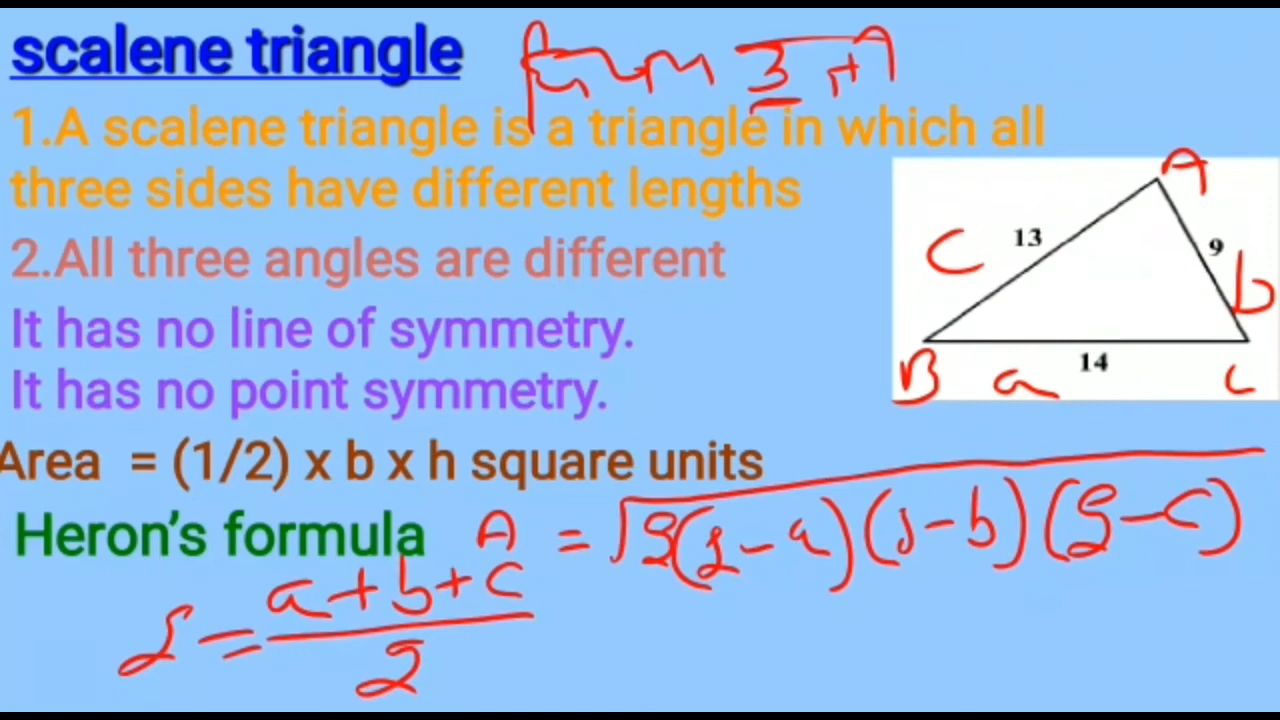 scalene triangle
1.A scalene triangle is a triangle in which all
three sides have different lengths
2.All three angles are different
It has no line of symmetry.
It has no point symmetry.
Area = (1/2) x b x h square units
Heron's formula A = √s(s-a)(s-b)(s-c)
s = a+b+c
2
A
c 13 9 b
14
B a C